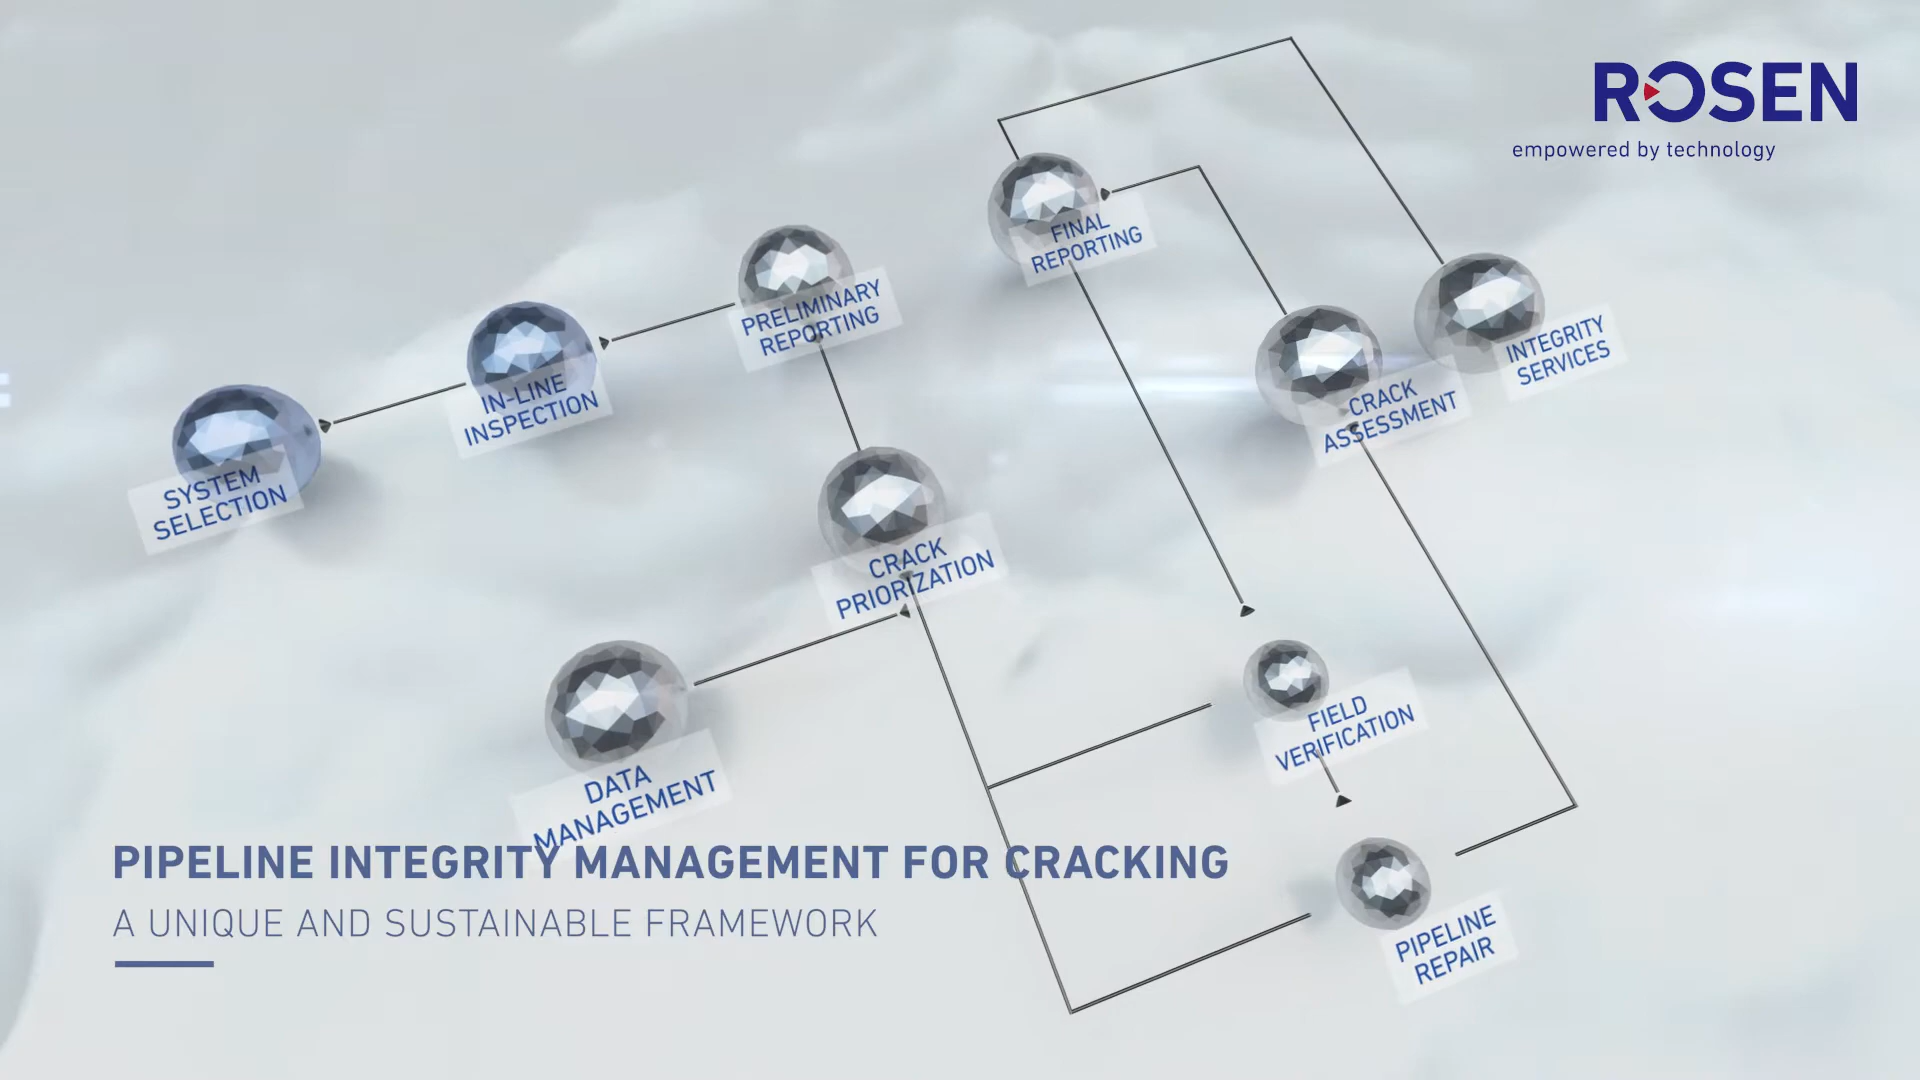 ROSEN
empowered by technology
FINAL
REPORTING
PRELIMINARY
REPORTING
INTEGRITY
SERVICES
IN-LINE
INSPECTION
CRACK
ASSESSMENT
SYSTEM
SELECTION
CRACK
PRIORIZATION
FIELD
VERIFICATION
DATA
MANAGEMENT
PIPELINE INTEGRITY MANAGEMENT FOR CRACKING
A UNIQUE AND SUSTAINABLE FRAMEWORK
PIPELINE
REPAIR